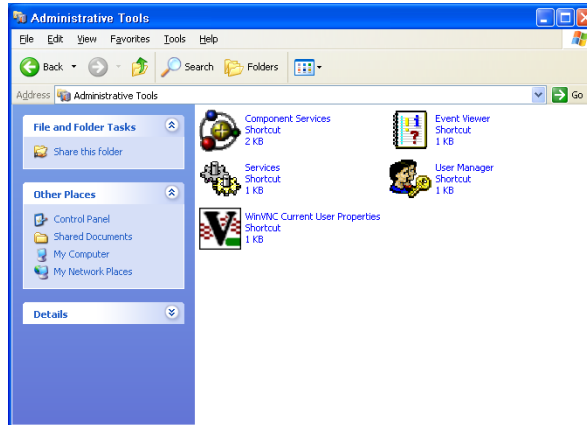 Administrative Tools
File Edit View Favorites Tools Help
Back Search Folders
Address Administrative Tools Go
File and Folder Tasks
Share this folder
Other Places
Control Panel
Shared Documents
My Computer
My Network Places
Details
Component Services
Shortcut
2 KB
Event Viewer
Shortcut
1 KB
Services
Shortcut
1 KB
User Manager
Shortcut
1 KB
WinVNC Current User Properties
Shortcut
1 KB